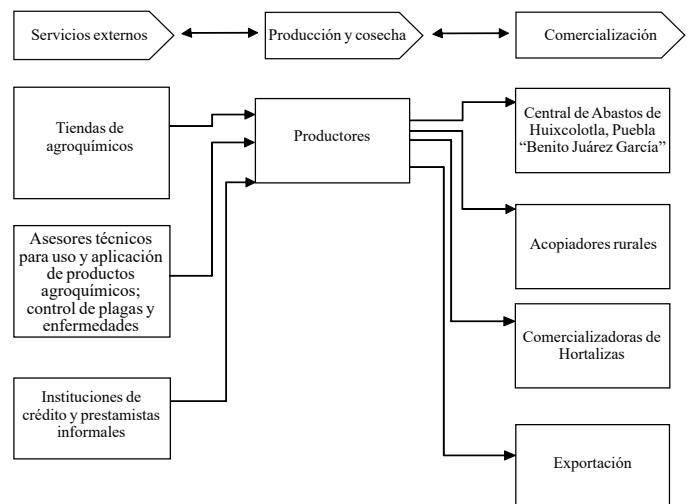 Servicios externos
Producción y cosecha
Comercialización
Tiendas de
agroquímicos
Productores
Central de Abastos de
Huixcolotla, Puebla
“Benito Juárez García”
Asesores técnicos
para uso y aplicación
de productos
agroquímicos;
control de plagas y
enfermedades
Acopiadores rurales
Comercializadoras de
Hortalizas
Instituciones de
crédito y prestamistas
informales
Exportación